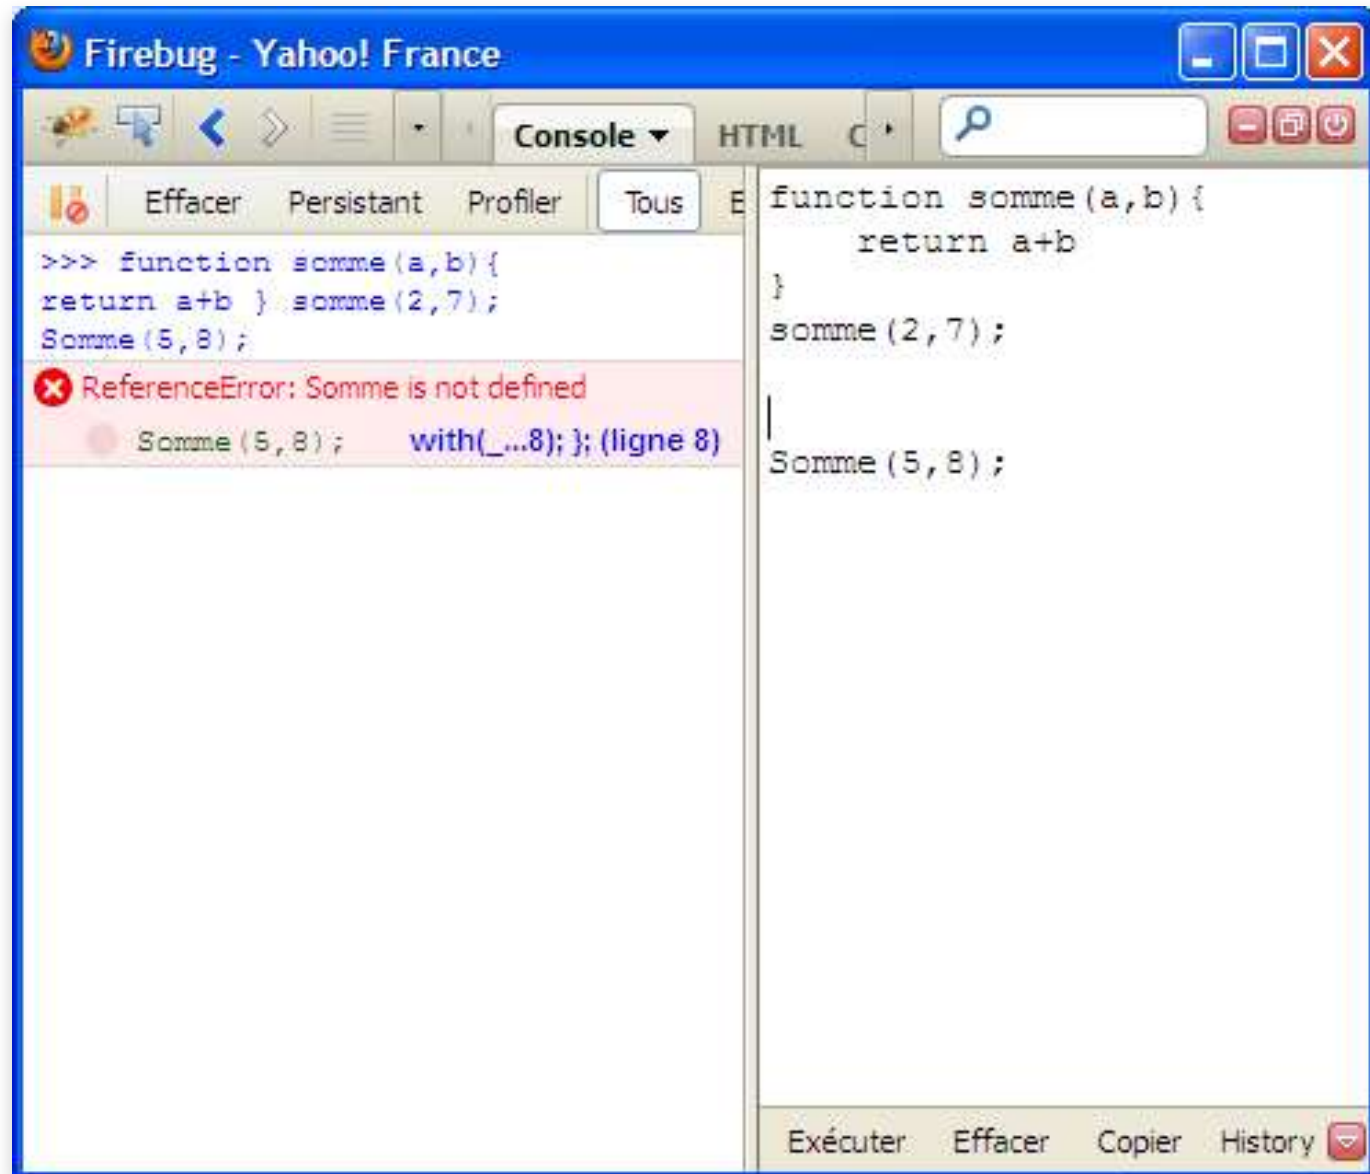 Firebug - Yahoo! France
Console HTML C
Effacer Persistant Profiler Tous E
>>> function somme(a,b){
return a+b } somme(2,7);
Somme(5,8);
ReferenceError: Somme is not defined
Somme(5,8); with(_...8); }; (ligne 8)
function somme(a,b){
return a+b
}
somme(2,7);
Somme(5,8);
Exécuter Effacer Copier History